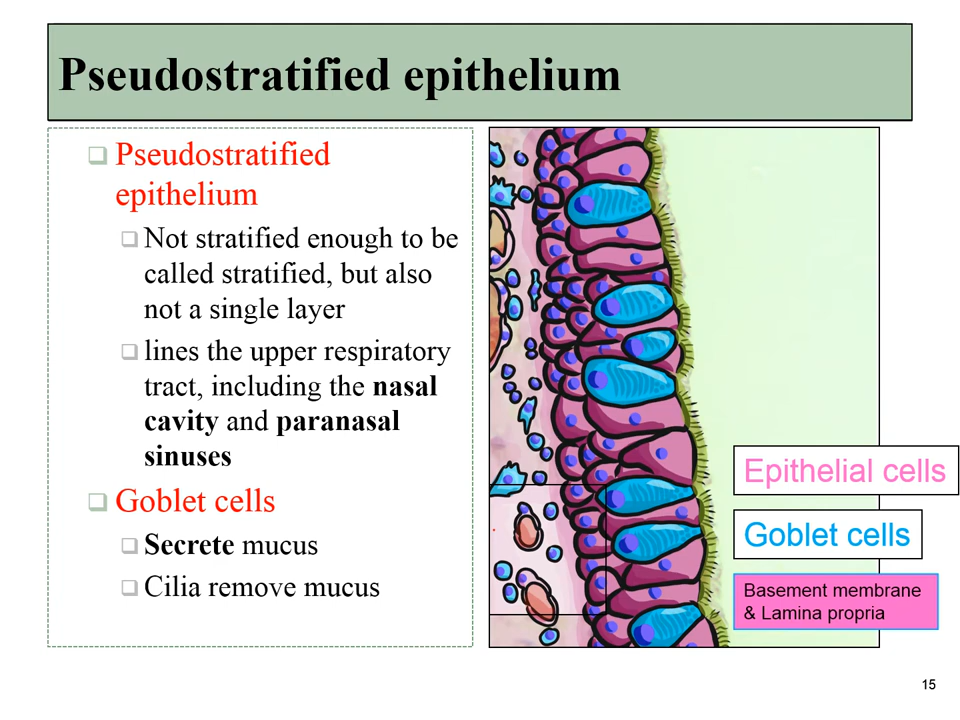 Pseudostratified epithelium
Pseudostratified
epithelium
Not stratified enough to be
called stratified, but also
not a single layer
lines the upper respiratory
tract, including the nasal
cavity and paranasal
sinuses
Goblet cells
Secrete mucus
Cilia remove mucus
Epithelial cells
Goblet cells
Basement membrane
& Lamina propria
15